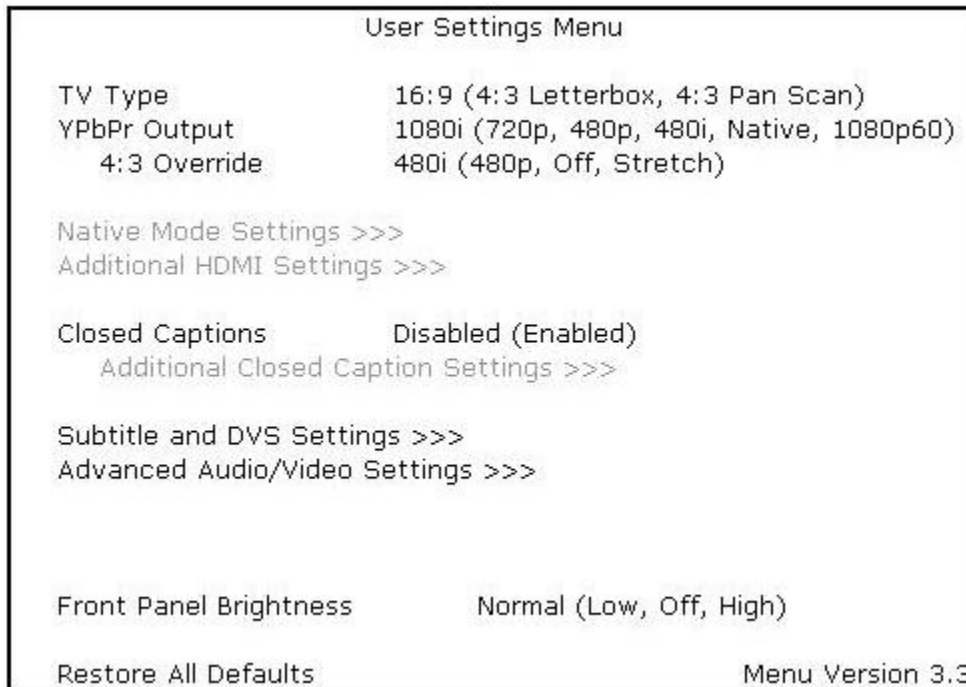 User Settings Menu
TV Type 16:9 (4:3 Letterbox, 4:3 Pan Scan)
YPbPr Output 1080i (720p, 480p, 480i, Native, 1080p60)
4:3 Override 480i (480p, Off, Stretch)
Native Mode Settings >>>
Additional HDMI Settings >>>
Closed Captions Disabled (Enabled)
Additional Closed Caption Settings >>>
Subtitle and DVS Settings >>>
Advanced Audio/Video Settings >>>
Front Panel Brightness Normal (Low, Off, High)
Restore All Defaults Menu Version 3.3